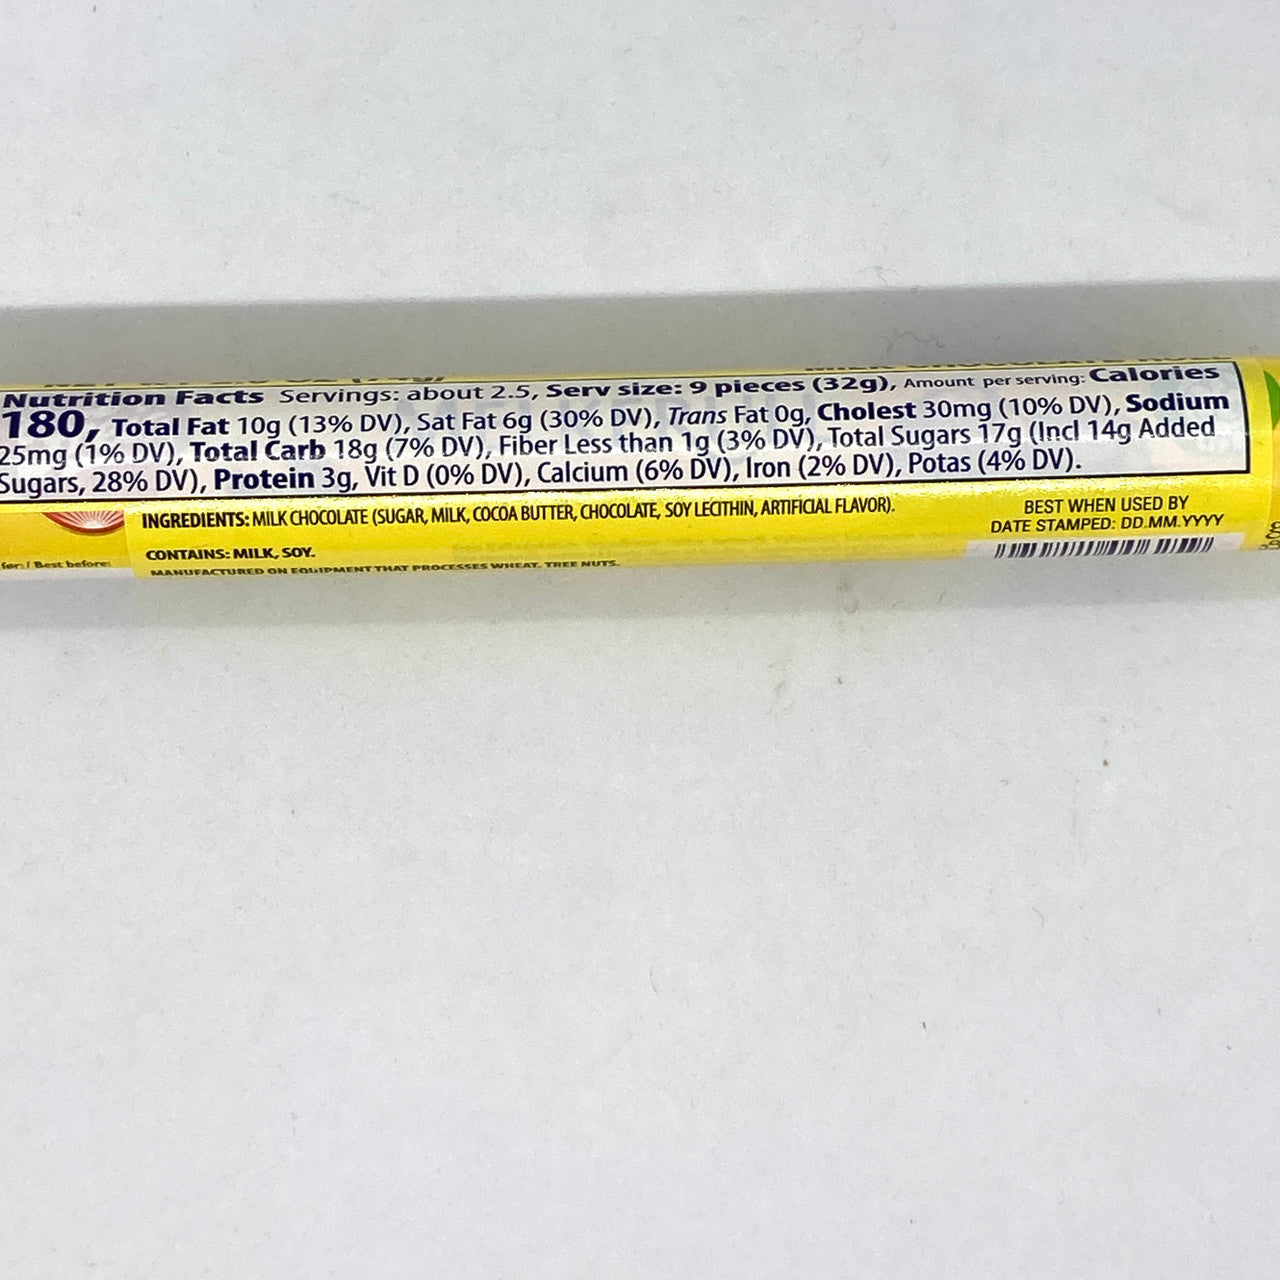 Nutrition Facts Servings: about 2.5, Serv size: 9 pieces (32g), Amount per serving: Calories
180, Total Fat 10g (13% DV), Sat Fat 6g (30% DV), Trans Fat 0g, Cholest 30mg (10% DV), Sodium
25mg (1% DV), Total Carb 18g (7% DV), Fiber Less than 1g (3% DV), Total Sugars 17g (Incl 14g Added
Sugars, 28% DV), Protein 3g, Vit D (0% DV), Calcium (6% DV), Iron (2% DV), Potas (4% DV).
INGREDIENTS: MILK CHOCOLATE (SUGAR, MILK, COCOA BUTTER, CHOCOLATE, SOY LECITHIN, ARTIFICIAL FLAVOR).
CONTAINS: MILK, SOY.
MANUFACTURED ON EQUIPMENT THAT PROCESSES WHEAT, TREE NUTS.
BEST WHEN USED BY
DATE STAMPED: DD.MM.YYYY
før: / Best before: